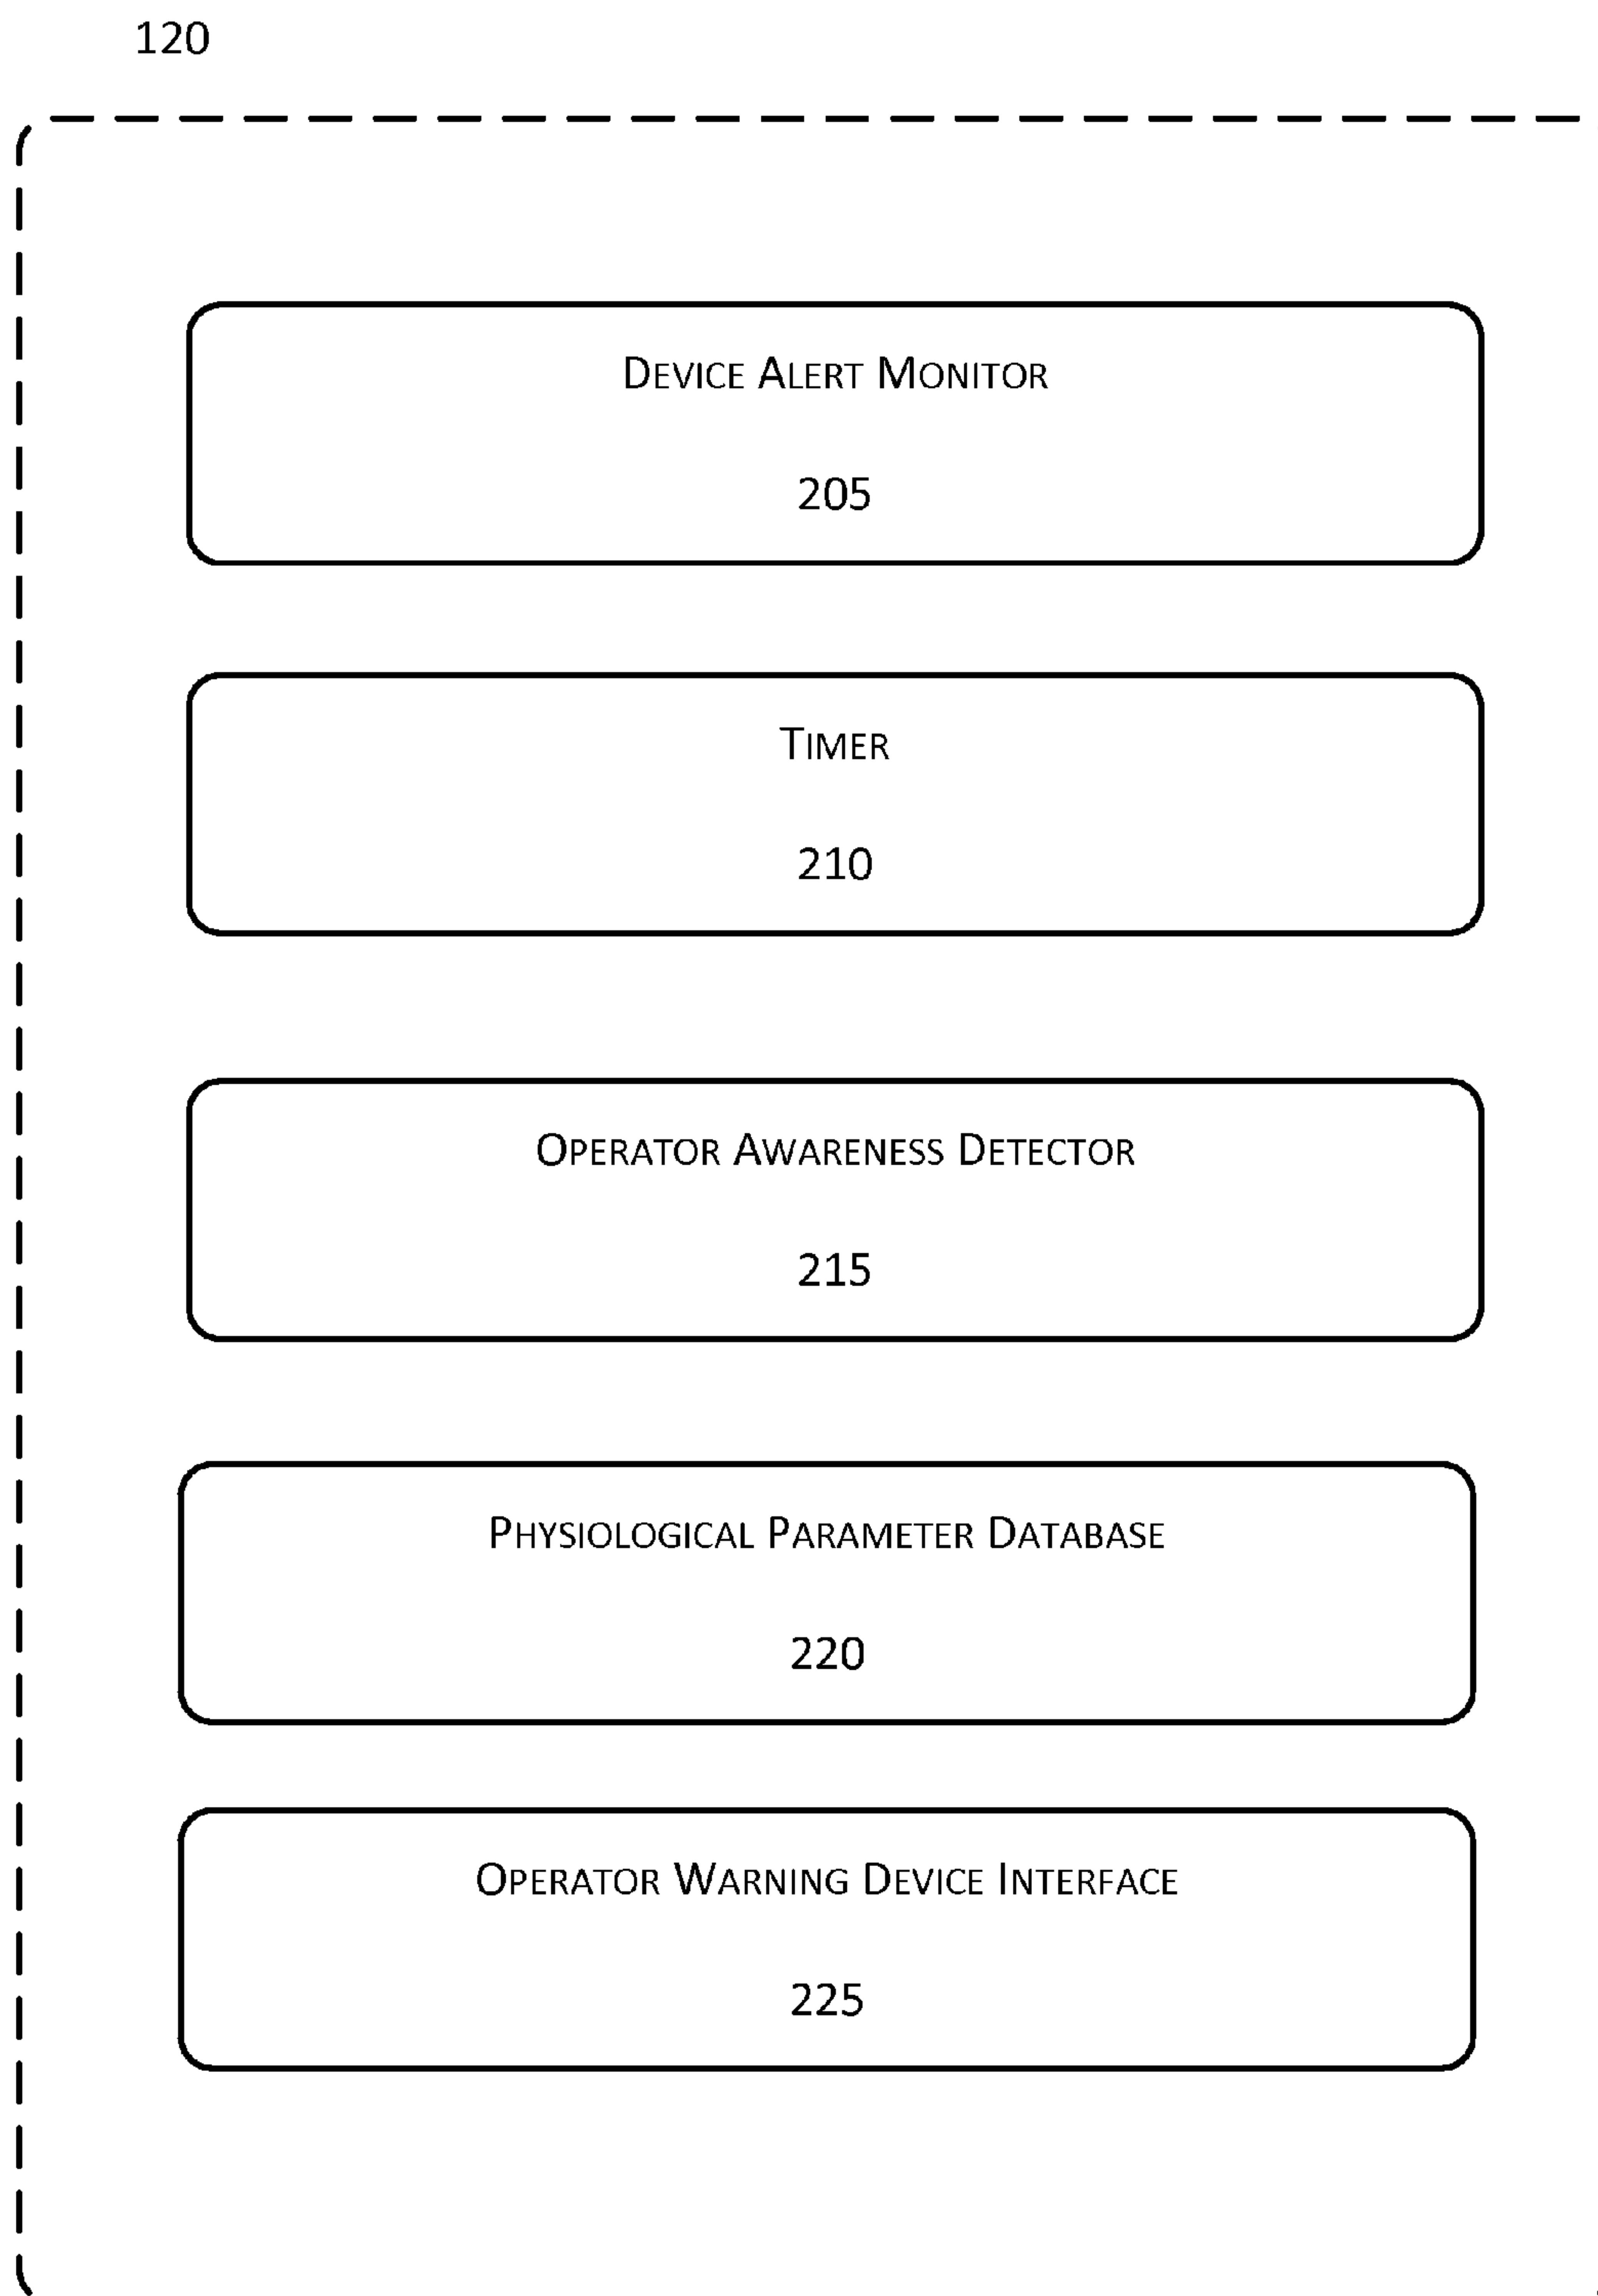 120
Device Alert Monitor
205
Timer
210
Operator Awareness Detector
215
Physiological Parameter Database
220
Operator Warning Device Interface
225